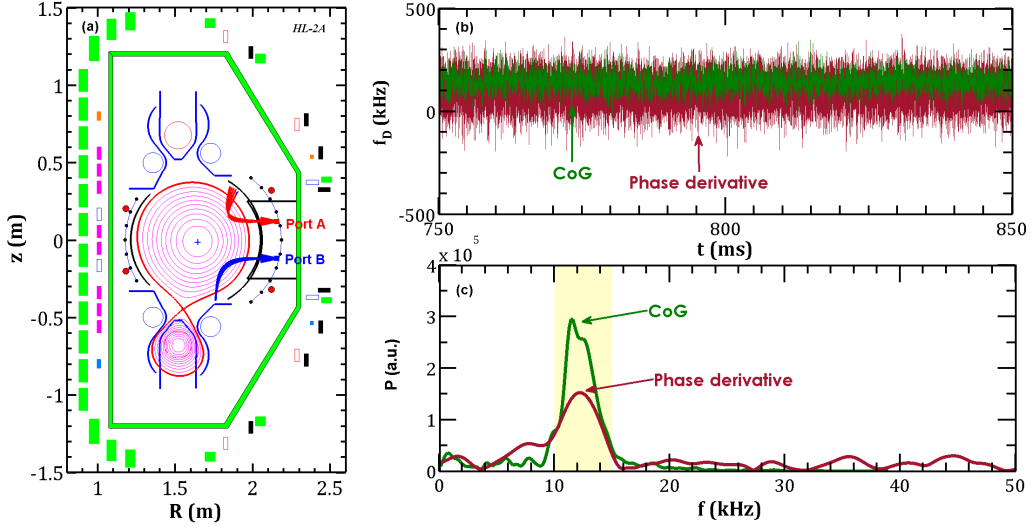 (a)
HL-2A
1.5
1
0.5
0
-0.5
-1
-1.5
z (m)
Port A
Port B
1
1.5
2
2.5
R (m)
(b)
500
0
-500
f_D (kHz)
CoG
Phase derivative
750
800
850
t (ms)
x 10^5
(c)
4
3
2
1
0
P (a.u.)
CoG
Phase derivative
0
10
20
30
40
50
f (kHz)